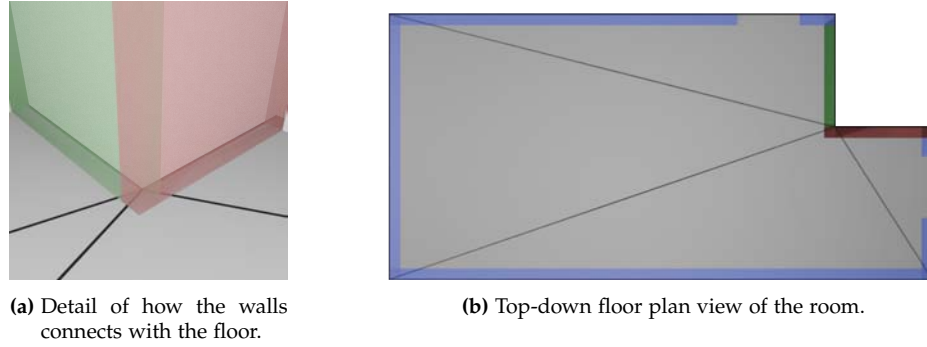 (a) Detail of how the walls
connects with the floor.
(b) Top-down floor plan view of the room.